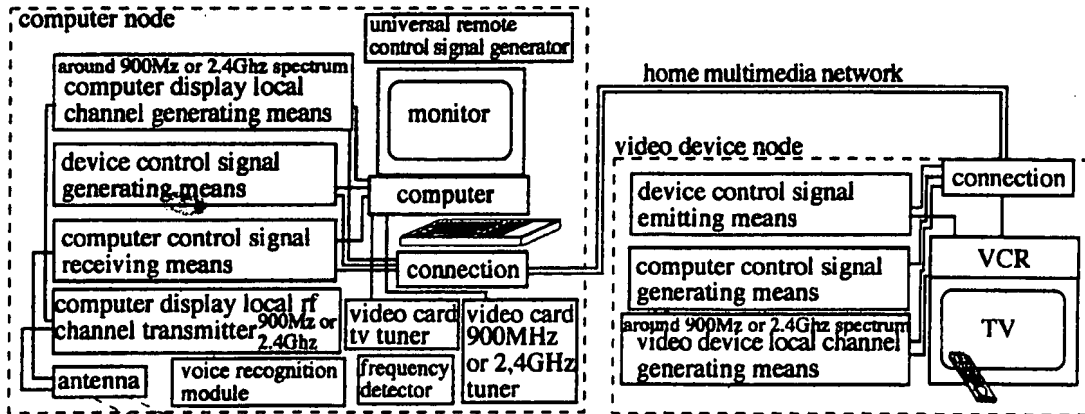 computer node
universal remote
control signal generator
around 900Mz or 2.4Ghz spectrum
computer display local
channel generating means
monitor
device control signal
generating means
computer
computer control signal
receiving means
connection
computer display local rf
channel transmitter 900Mz or
2.4Ghz
video card
tv tuner
video card
900MHz
or 2,4GHz
tuner
antenna
voice recognition
module
frequency
detector
home multimedia network
video device node
connection
device control signal
emitting means
VCR
computer control signal
generating means
TV
around 900Mz or 2.4Ghz spectrum
video device local channel
generating means